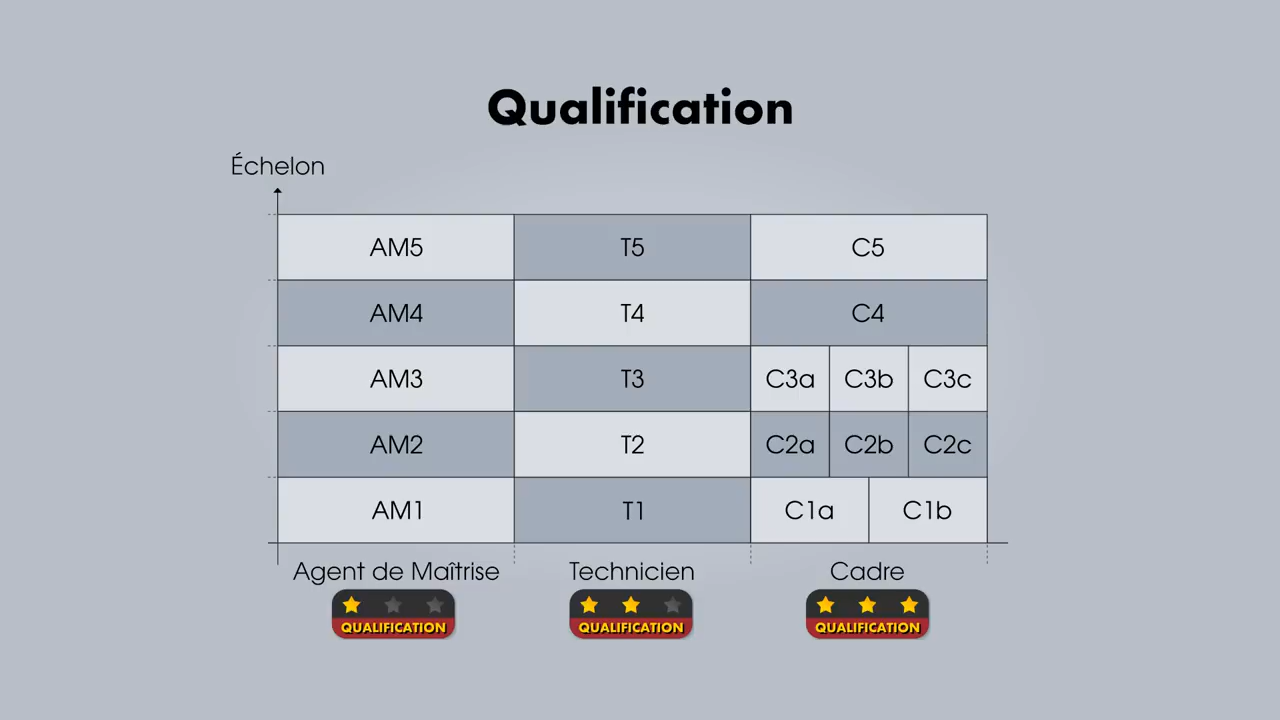 Qualification
Échelon
AM5 T5 C5
AM4 T4 C4
AM3 T3 C3a C3b C3c
AM2 T2 C2a C2b C2c
AM1 T1 C1a C1b
Agent de Maîtrise Technicien Cadre
QUALIFICATION QUALIFICATION QUALIFICATION